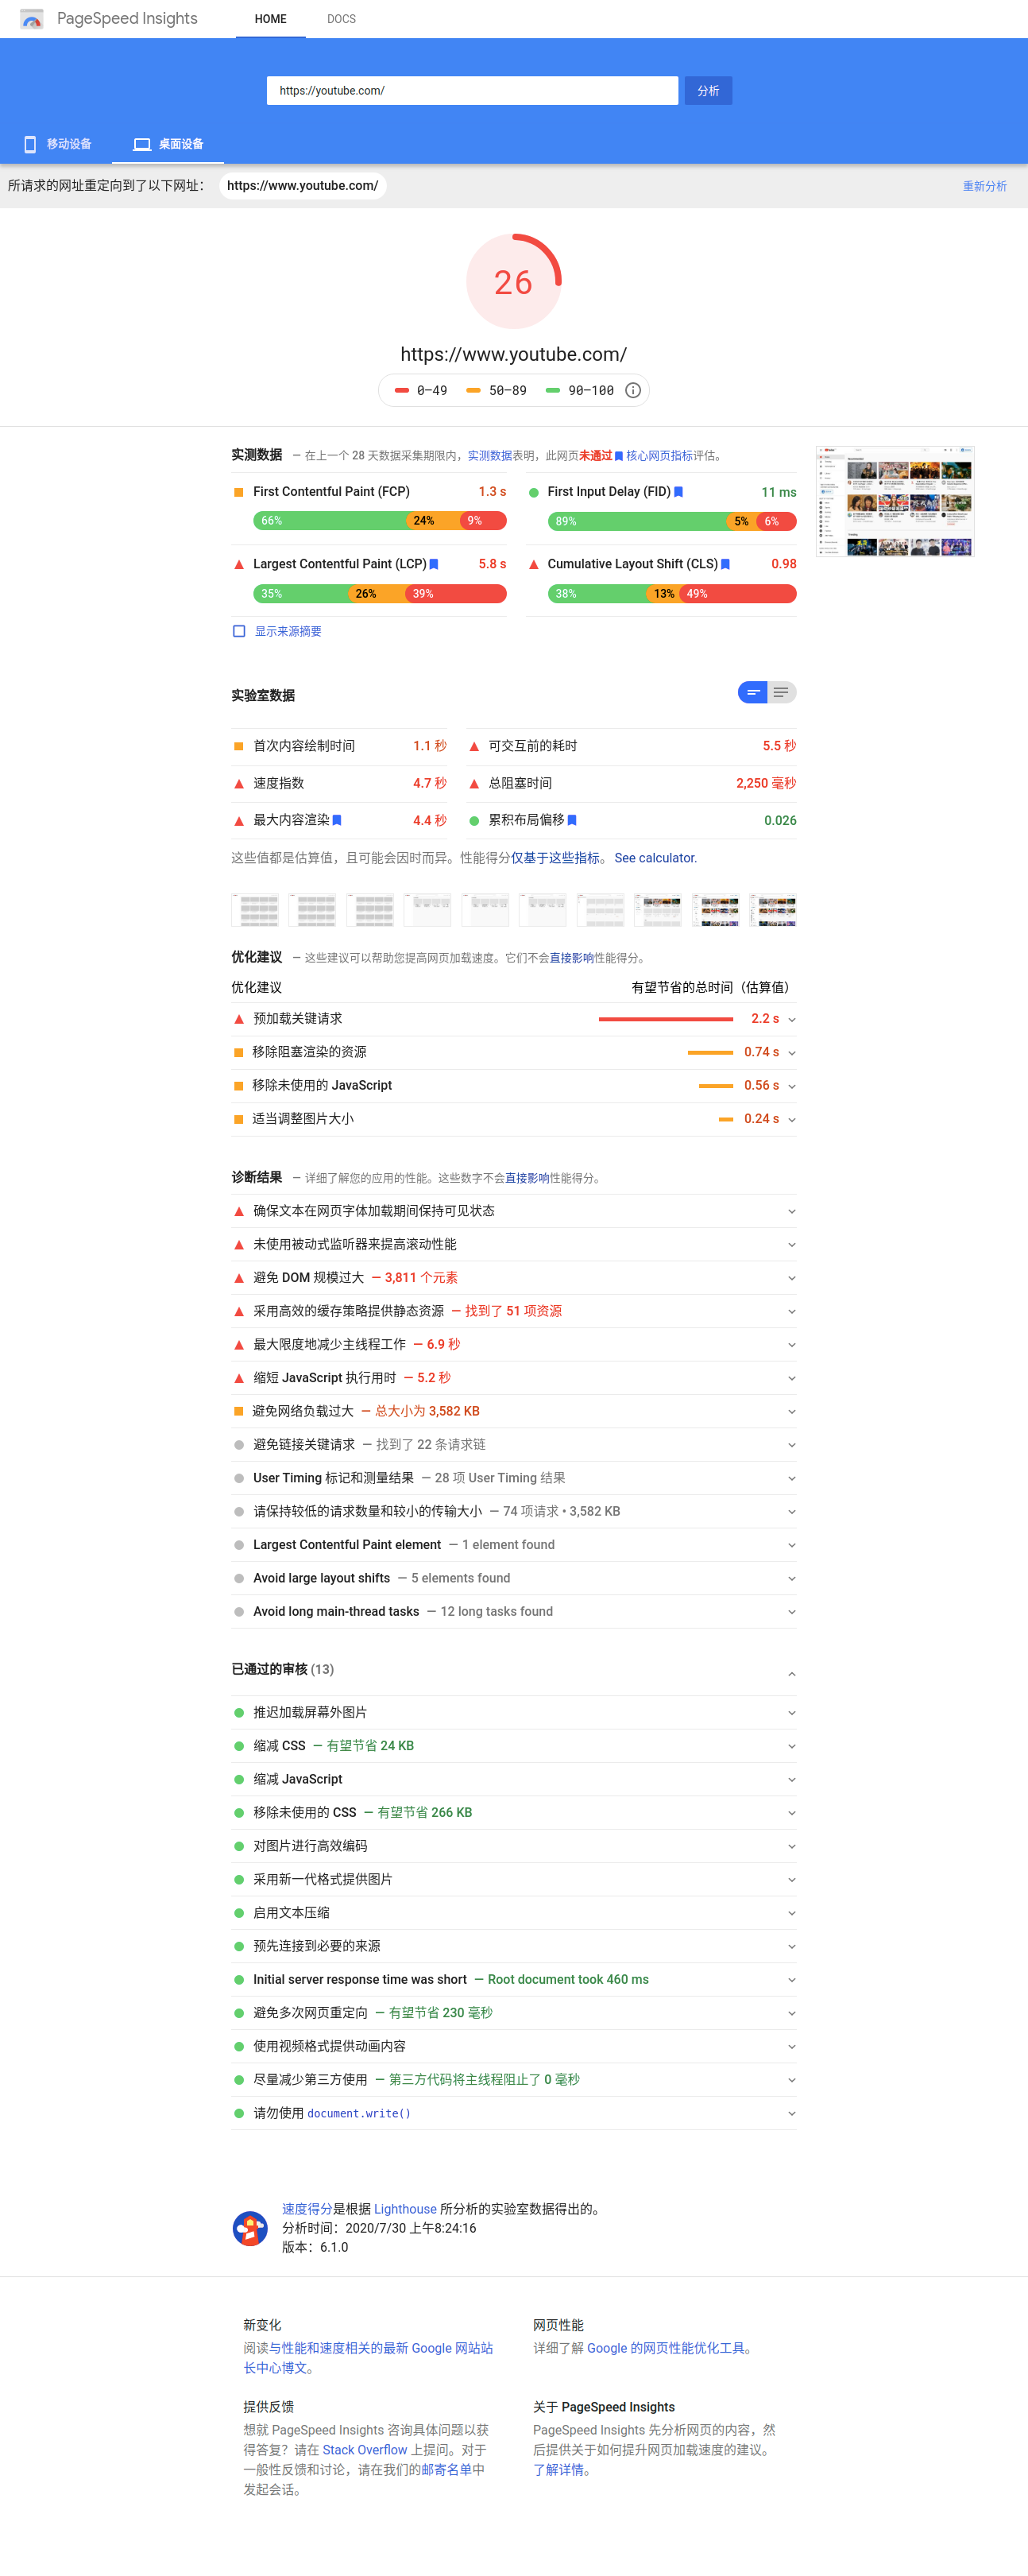 PageSpeed Insights
HOME
DOCS
https://youtube.com/
分析
移动设备
桌面设备
所请求的网址重定向到了以下网址：
https://www.youtube.com/
重新分析
26
https://www.youtube.com/
0–49
50–89
90–100
实测数据 — 在上一个 28 天数据采集期限内，实测数据表明，此网页未通过 核心网页指标评估。
First Contentful Paint (FCP)
1.3 s
66%
24%
9%
First Input Delay (FID)
11 ms
89%
5%
6%
Largest Contentful Paint (LCP)
5.8 s
35%
26%
39%
Cumulative Layout Shift (CLS)
0.98
38%
13%
49%
显示来源摘要
实验室数据
首次内容绘制时间
1.1 秒
可交互前的耗时
5.5 秒
速度指数
4.7 秒
总阻塞时间
2,250 毫秒
最大内容渲染
4.4 秒
累积布局偏移
0.026
这些值都是估算值，且可能会因时而异。性能得分仅基于这些指标。 See calculator.
优化建议 — 这些建议可以帮助您提高网页加载速度。它们不会直接影响性能得分。
优化建议
有望节省的总时间（估算值）
预加载关键请求
2.2 s
移除阻塞渲染的资源
0.74 s
移除未使用的 JavaScript
0.56 s
适当调整图片大小
0.24 s
诊断结果 — 详细了解您的应用的性能。这些数字不会直接影响性能得分。
确保文本在网页字体加载期间保持可见状态
未使用被动式监听器来提高滚动性能
避免 DOM 规模过大 — 3,811 个元素
采用高效的缓存策略提供静态资源 — 找到了 51 项资源
最大限度地减少主线程工作 — 6.9 秒
缩短 JavaScript 执行用时 — 5.2 秒
避免网络负载过大 — 总大小为 3,582 KB
避免链接关键请求 — 找到了 22 条请求链
User Timing 标记和测量结果 — 28 项 User Timing 结果
请保持较低的请求数量和较小的传输大小 — 74 项请求 • 3,582 KB
Largest Contentful Paint element — 1 element found
Avoid large layout shifts — 5 elements found
Avoid long main-thread tasks — 12 long tasks found
已通过的审核 (13)
推迟加载屏幕外图片
缩减 CSS — 有望节省 24 KB
缩减 JavaScript
移除未使用的 CSS — 有望节省 266 KB
对图片进行高效编码
采用新一代格式提供图片
启用文本压缩
预先连接到必要的来源
Initial server response time was short — Root document took 460 ms
避免多次网页重定向 — 有望节省 230 毫秒
使用视频格式提供动画内容
尽量减少第三方使用 — 第三方代码将主线程阻止了 0 毫秒
请勿使用 document.write()
速度得分是根据 Lighthouse 所分析的实验室数据得出的。
分析时间：2020/7/30 上午8:24:16
版本：6.1.0
新变化
阅读与性能和速度相关的最新 Google 网站站
长中心博文。
网页性能
详细了解 Google 的网页性能优化工具。
提供反馈
想就 PageSpeed Insights 咨询具体问题以获
得答复？请在 Stack Overflow 上提问。对于
一般性反馈和讨论，请在我们的邮寄名单中
发起会话。
关于 PageSpeed Insights
PageSpeed Insights 先分析网页的内容，然
后提供关于如何提升网页加载速度的建议。
了解详情。